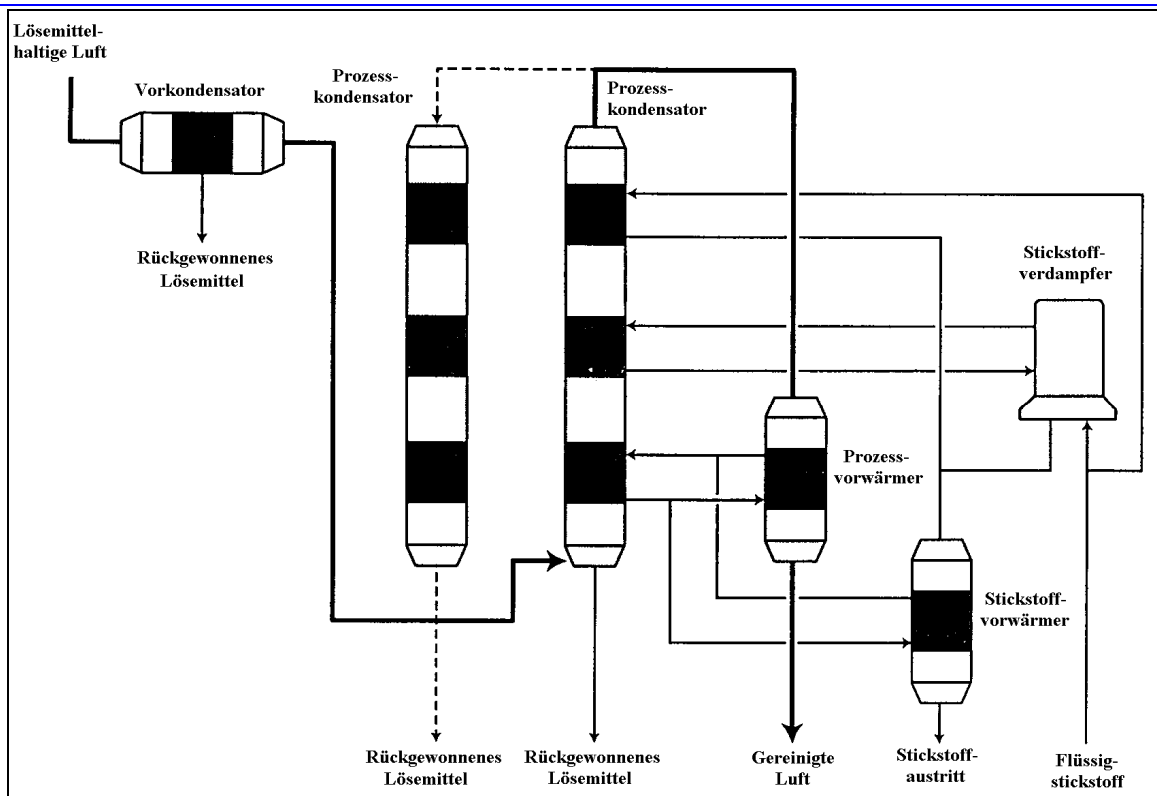 Lösemittel-
haltige Luft
Vorkondensator
Rückgewonnenes
Lösemittel
Prozess-
kondensator
Prozess-
kondensator
Stickstoff-
verdampfer
Prozess-
vorwärmer
Stickstoff-
vorwärmer
Rückgewonnenes
Lösemittel
Rückgewonnenes
Lösemittel
Gereinigte
Luft
Stickstoff-
austritt
Flüssig-
stickstoff